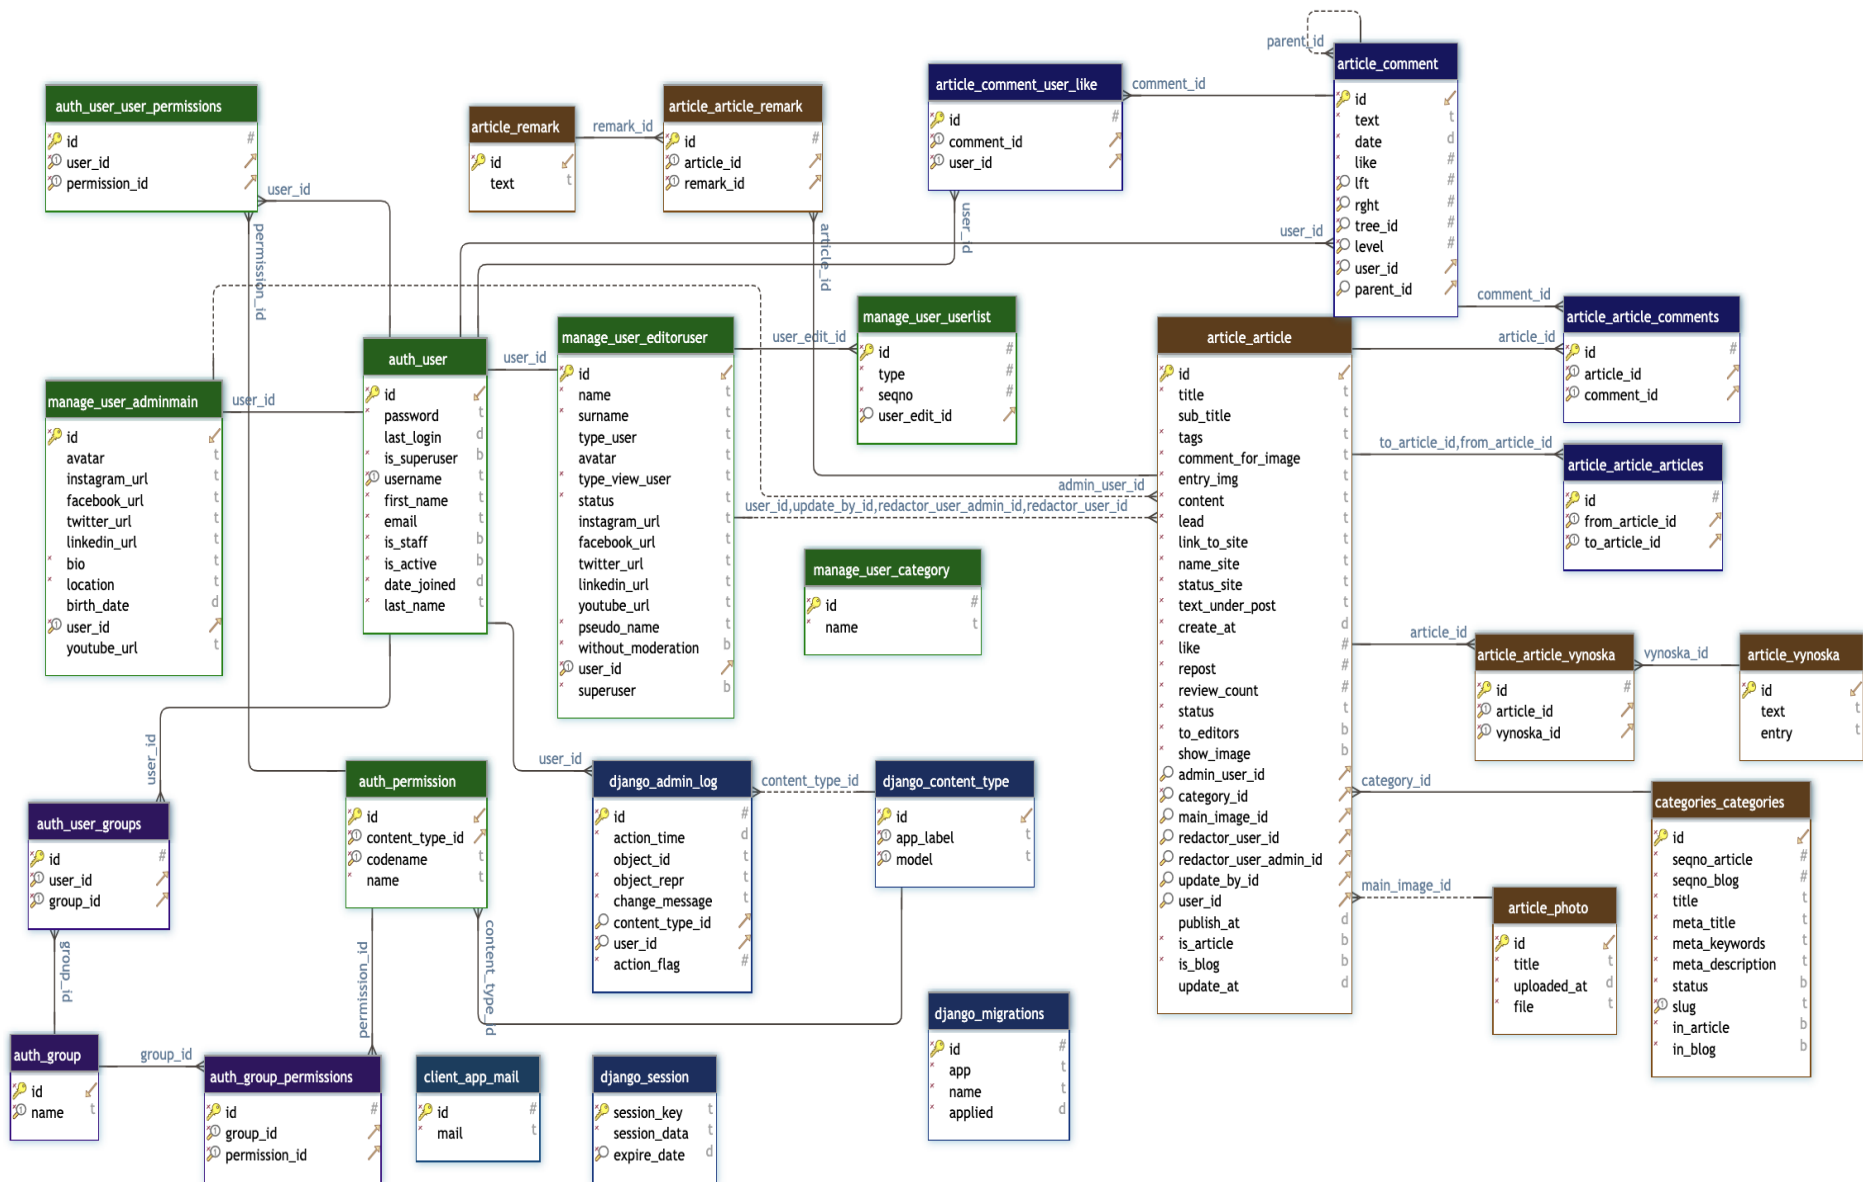 parent_id
article_comment
id
text
date
like
lft
rght
tree_id
level
user_id
parent_id
article_comment_user_like
id
comment_id
user_id
comment_id
auth_user_user_permissions
id
user_id
permission_id
user_id
permission_id
article_remark
id
text
remark_id
article_article_remark
id
article_id
remark_id
article_id
user_id
user_id
comment_id
article_article_comments
id
article_id
comment_id
article_id
manage_user_userlist
id
type
seqno
user_edit_id
user_edit_id
manage_user_editoruser
id
name
surname
type_user
avatar
type_view_user
status
instagram_url
facebook_url
twitter_url
linkedin_url
youtube_url
pseudo_name
without_moderation
user_id
superuser
user_id
auth_user
id
password
last_login
is_superuser
username
first_name
email
is_staff
is_active
date_joined
last_name
user_id
manage_user_adminmain
id
avatar
instagram_url
facebook_url
twitter_url
linkedin_url
bio
location
birth_date
user_id
youtube_url
article_article
id
title
sub_title
tags
comment_for_image
entry_img
content
lead
link_to_site
name_site
status_site
text_under_post
create_at
like
repost
review_count
status
to_editors
show_image
admin_user_id
category_id
main_image_id
redactor_user_id
redactor_user_admin_id
update_by_id
user_id
publish_at
is_article
is_blog
update_at
admin_user_id
user_id,update_by_id,redactor_user_admin_id,redactor_user_id
to_article_id,from_article_id
article_article_articles
id
from_article_id
to_article_id
manage_user_category
id
name
article_id
article_article_vynoska
id
article_id
vynoska_id
vynoska_id
article_vynoska
id
text
entry
category_id
categories_categories
id
seqno_article
seqno_blog
title
meta_title
meta_keywords
meta_description
status
slug
in_article
in_blog
main_image_id
article_photo
id
title
uploaded_at
file
user_id
auth_user_groups
id
user_id
group_id
group_id
auth_permission
id
content_type_id
codename
name
permission_id
content_type_id
user_id
django_admin_log
id
action_time
object_id
object_repr
change_message
content_type_id
user_id
action_flag
content_type_id
django_content_type
id
app_label
model
django_migrations
id
app
name
applied
auth_group
id
name
group_id
auth_group_permissions
id
group_id
permission_id
client_app_mail
id
mail
django_session
session_key
session_data
expire_date